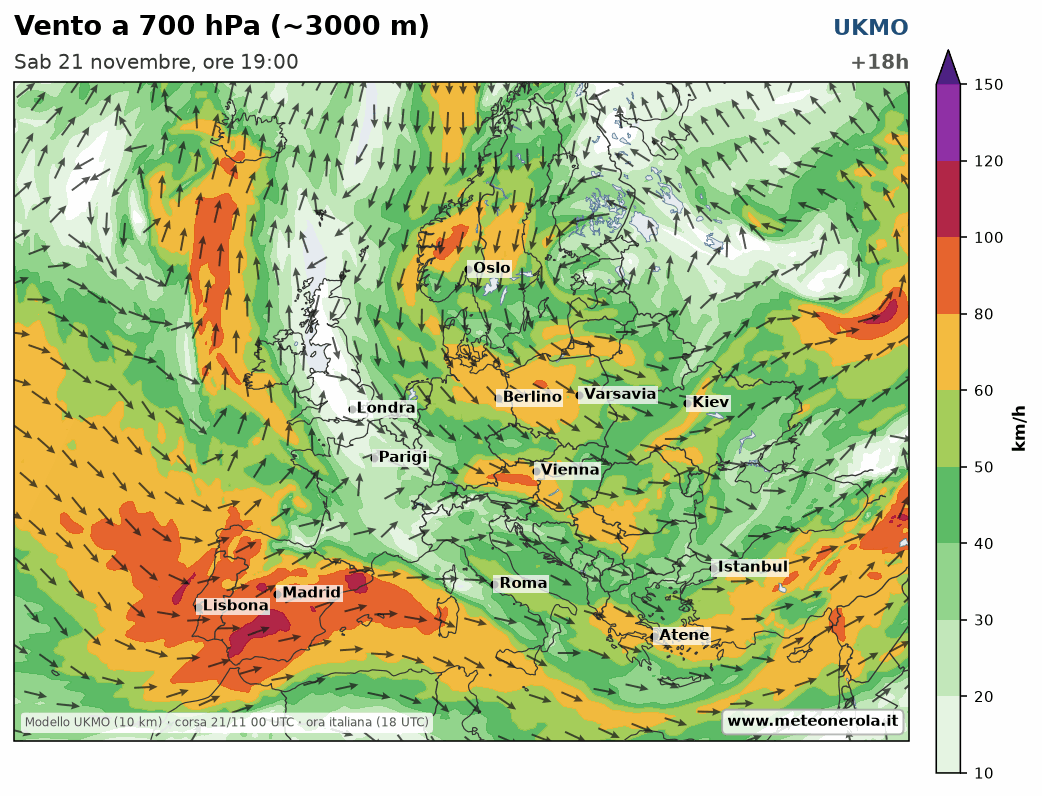 Vento a 700 hPa (~3000 m)
UKMO
Sab 21 novembre, ore 19:00
+18h
150
120
100
80
60
50
40
30
20
10
km/h
Oslo
Berlino
Varsavia
Kiev
Londra
Parigi
Vienna
Istanbul
Roma
Madrid
Lisbona
Atene
Modello UKMO (10 km) · corsa 21/11 00 UTC · ora italiana (18 UTC)
www.meteonerola.it